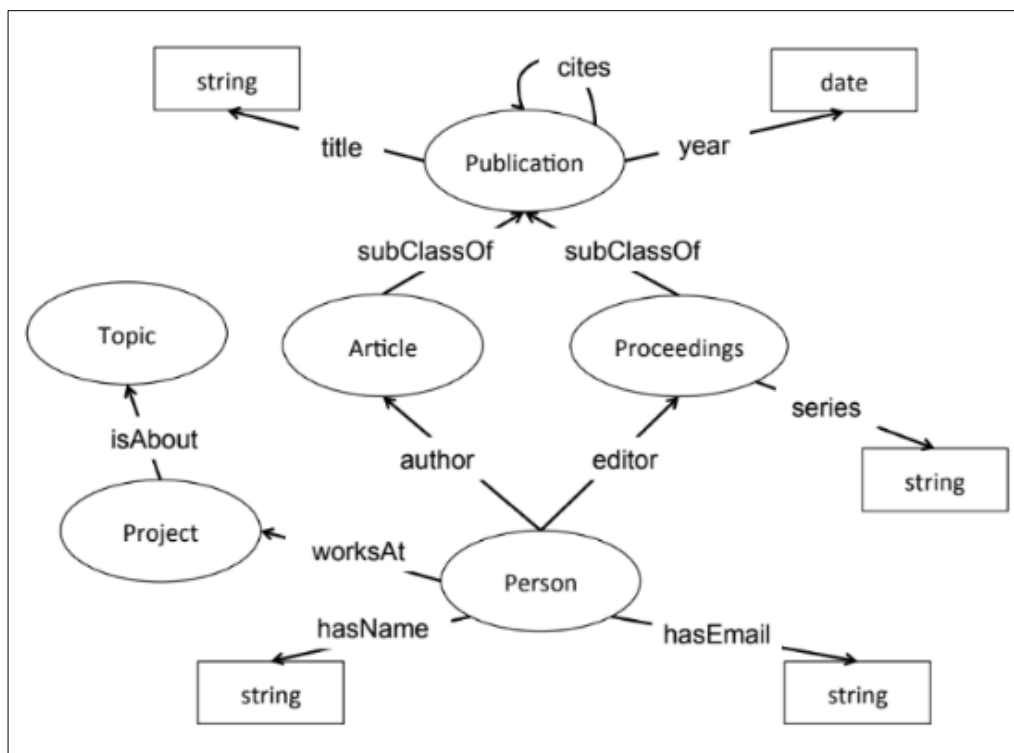 cites
string
date
title
year
Publication
subClassOf
subClassOf
Topic
Article
Proceedings
series
isAbout
author
editor
string
Project
worksAt
Person
hasName
hasEmail
string
string